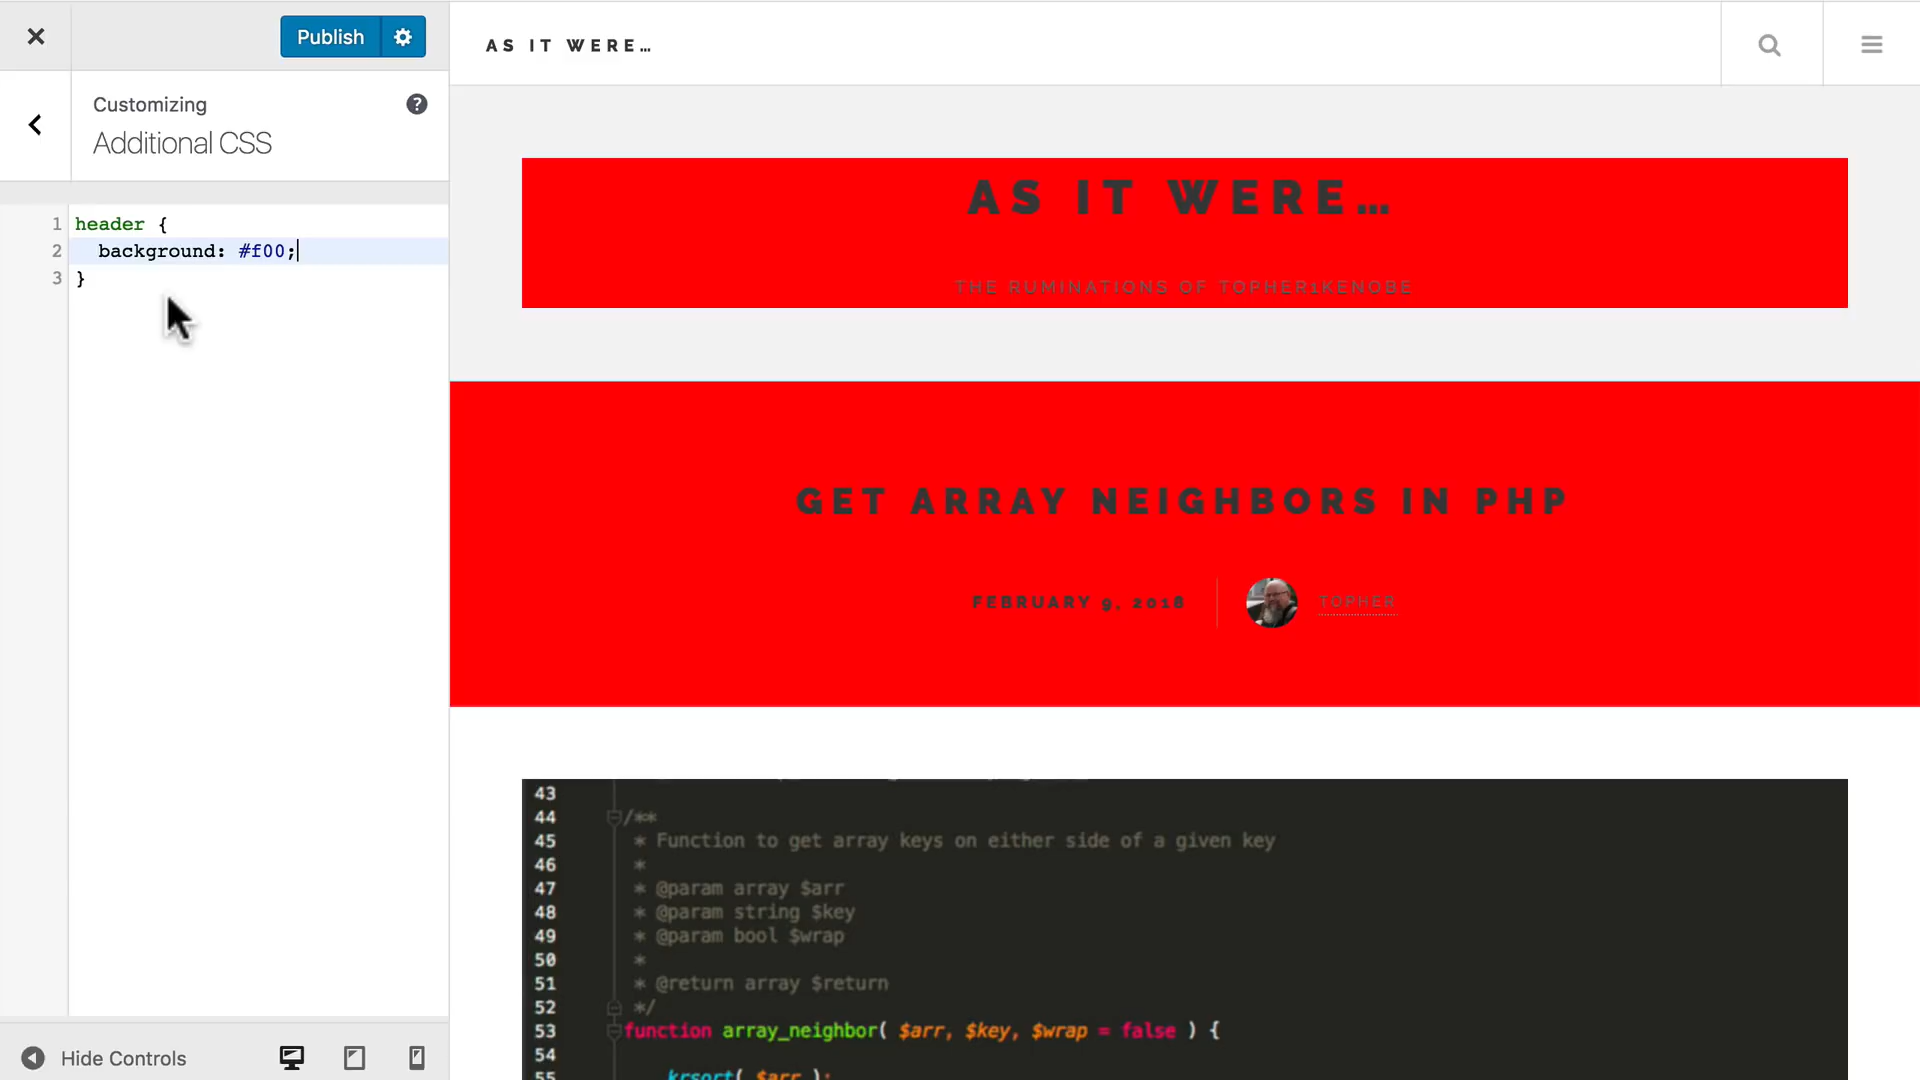 Publish
Customizing
Additional CSS
1 header {
2 background: #f00;
3 }
Hide Controls
AS IT WERE…
AS IT WERE…
THE RUMINATIONS OF TOPHER1KENOBE
GET ARRAY NEIGHBORS IN PHP
FEBRUARY 9, 2018
TOPHER
43
44 /**
45 * Function to get array keys on either side of a given key
46 *
47 * @param array $arr
48 * @param string $key
49 * @param bool $wrap
50 *
51 * @return array $return
52 */
53 function array_neighbor( $arr, $key, $wrap = false ) {
54
55 krsort( $arr );